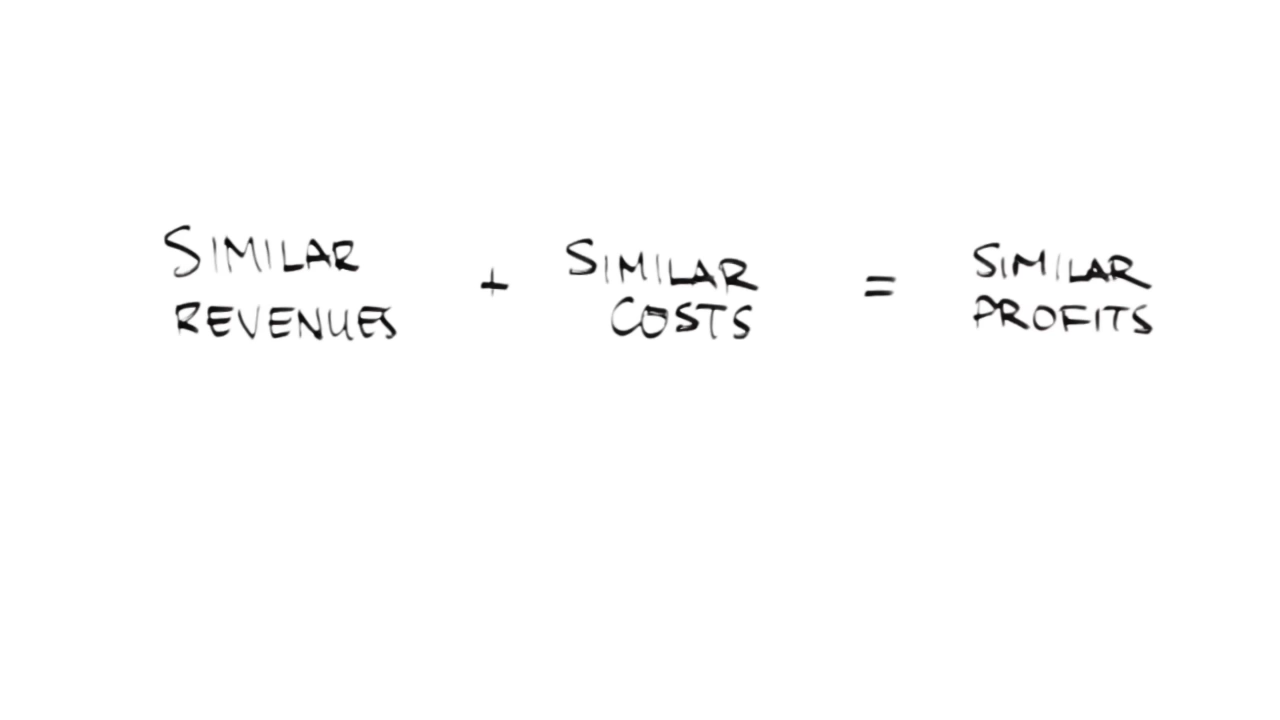 SIMILAR
REVENUES
+
SIMILAR
COSTS
=
SIMILAR
PROFITS